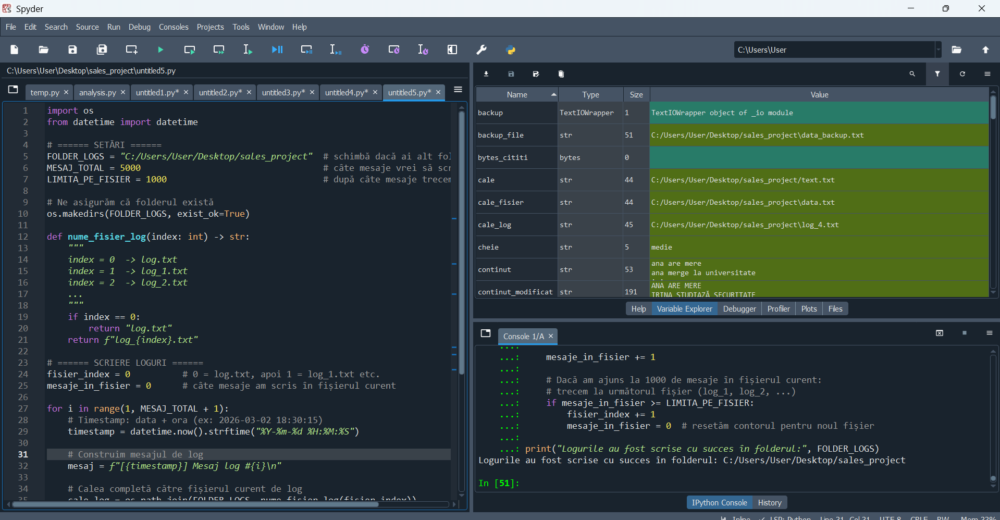 Spyder
File Edit Search Source Run Debug Consoles Projects Tools Window Help
C:\Users\User
C:\Users\User\Desktop\sales_project\untitled5.py
temp.py analysis.py untitled1.py* untitled2.py* untitled3.py* untitled4.py* untitled5.py*
1 import os
2 from datetime import datetime
3
4 # ====== SETĂRI ======
5 FOLDER_LOGS = "C:/Users/User/Desktop/sales_project" # schimbă dacă ai alt fol
6 MESAJ_TOTAL = 5000 # câte mesaje vrei să scr
7 LIMITA_PE_FISIER = 1000 # după câte mesaje trecem
8
9 # Ne asigurăm că folderul există
10 os.makedirs(FOLDER_LOGS, exist_ok=True)
11
12 def nume_fisier_log(index: int) -> str:
13 """
14 index = 0 -> log.txt
15 index = 1 -> log_1.txt
16 index = 2 -> log_2.txt
17 ...
18 """
19 if index == 0:
20 return "log.txt"
21 return f"log_{index}.txt"
22
23 # ====== SCRIERE LOGURI ======
24 fisier_index = 0 # 0 = log.txt, apoi 1 = log_1.txt etc.
25 mesaje_in_fisier = 0 # câte mesaje am scris în fișierul curent
26
27 for i in range(1, MESAJ_TOTAL + 1):
28 # Timestamp: data + ora (ex: 2026-03-02 18:30:15)
29 timestamp = datetime.now().strftime("%Y-%m-%d %H:%M:%S")
30
31 # Construim mesajul de log
32 mesaj = f"[{timestamp}] Mesaj log #{i}\n"
33
34 # Calea completă către fișierul curent de log
35 cale_log = os.path.join(FOLDER_LOGS, nume_fisier_log(fisier_index))
Name Type Size Value
backup TextIOWrapper 1 TextIOWrapper object of _io module
backup_file str 51 C:/Users/User/Desktop/sales_project\data_backup.txt
bytes_cititi bytes 0
cale str 44 C:/Users/User/Desktop/sales_project/text.txt
cale_fisier str 44 C:/Users/User/Desktop/sales_project\data.txt
cale_log str 45 C:/Users/User/Desktop/sales_project\log_4.txt
cheie str 5 medie
continut str 53 ana are mere
ana merge la universitate
continut_modificat str 191 ANA ARE MERE
IRINA STUDIAZĂ SECURITATE
Help Variable Explorer Debugger Profiler Plots Files
Console 1/A
....:
...: mesaje_in_fisier += 1
...:
...: # Dacă am ajuns la 1000 de mesaje în fișierul curent:
...: # trecem la următorul fișier (log_1, log_2, ...)
...: if mesaje_in_fisier >= LIMITA_PE_FISIER:
...: fisier_index += 1
...: mesaje_in_fisier = 0 # resetăm contorul pentru noul fișier
...:
...: print("Logurile au fost scrise cu succes în folderul:", FOLDER_LOGS)
Logurile au fost scrise cu succes în folderul: C:/Users/User/Desktop/sales_project
In [51]:
IPython Console History
Inline LSP: Python Line 31, Col 31 UTF-8 CRLF RW Mem 33%